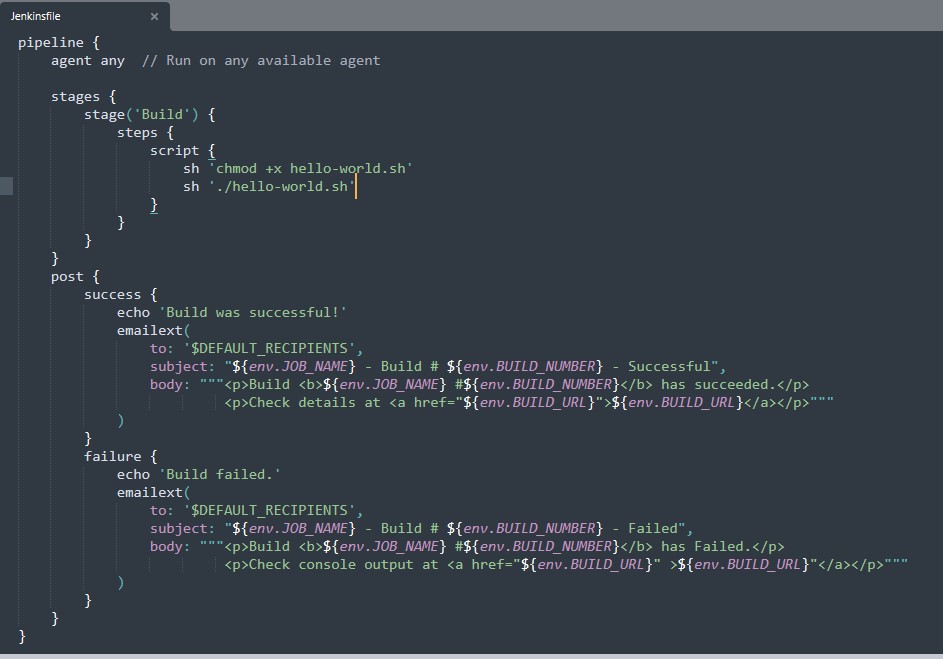 Jenkinsfile ×
pipeline {
    agent any  // Run on any available agent

    stages {
        stage('Build') {
            steps {
                script {
                    sh 'chmod +x hello-world.sh'
                    sh './hello-world.sh'
                }
            }
        }
    }
    post {
        success {
            echo 'Build was successful!'
            emailext(
                to: '$DEFAULT_RECIPIENTS',
                subject: "${env.JOB_NAME} - Build # ${env.BUILD_NUMBER} - Successful",
                body: """<p>Build <b>${env.JOB_NAME} #${env.BUILD_NUMBER}</b> has succeeded.</p>
                         <p>Check details at <a href="${env.BUILD_URL}">${env.BUILD_URL}</a></p>"""
            )
        }
        failure {
            echo 'Build failed.'
            emailext(
                to: '$DEFAULT_RECIPIENTS',
                subject: "${env.JOB_NAME} - Build # ${env.BUILD_NUMBER} - Failed",
                body: """<p>Build <b>${env.JOB_NAME} #${env.BUILD_NUMBER}</b> has Failed.</p>
                         <p>Check console output at <a href="${env.BUILD_URL}" >${env.BUILD_URL}"</a></p>"""
            )
        }
    }
}